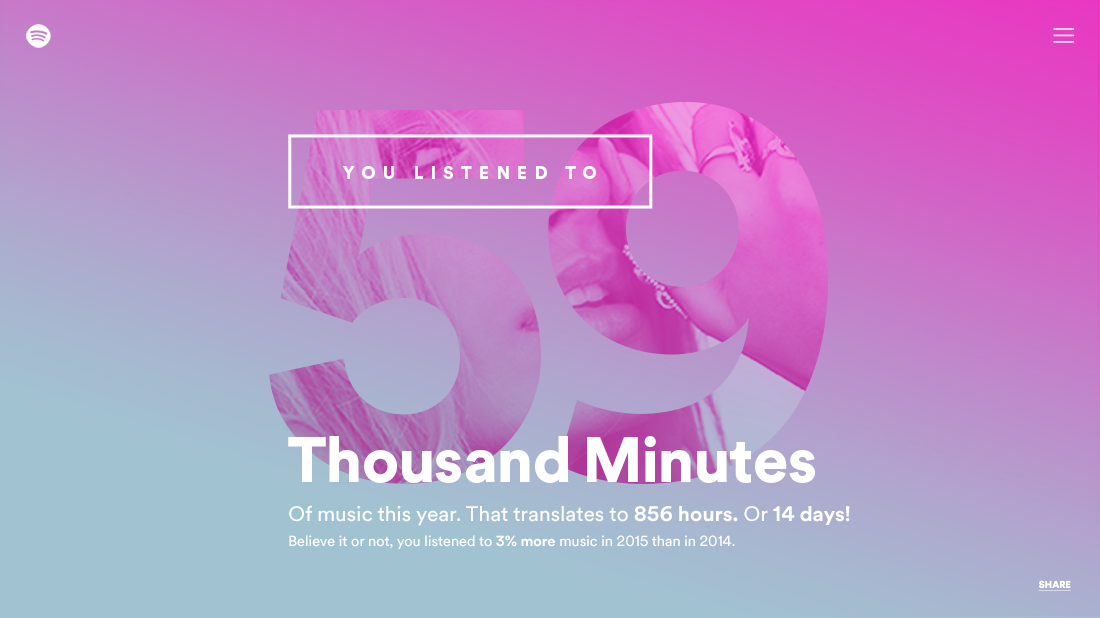 59
YOU LISTENED TO
Thousand Minutes
Of music this year. That translates to 856 hours. Or 14 days!
Believe it or not, you listened to 3% more music in 2015 than in 2014.
SHARE